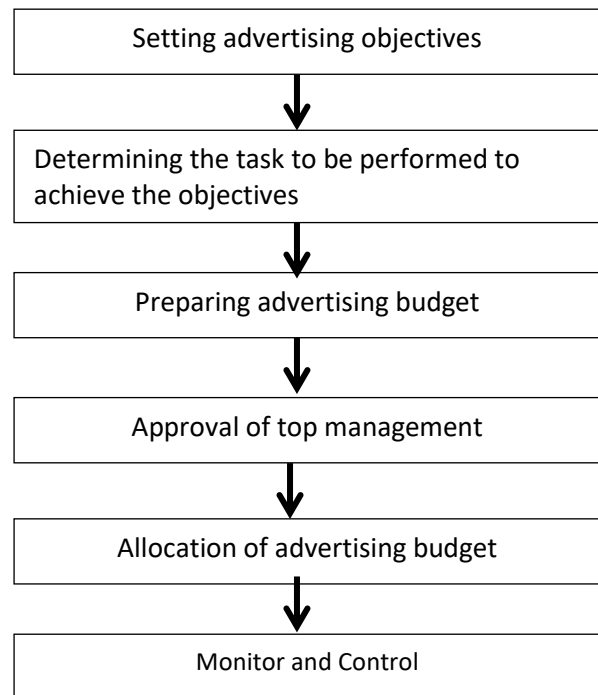 Setting advertising objectives
Determining the task to be performed to
achieve the objectives
Preparing advertising budget
Approval of top management
Allocation of advertising budget
Monitor and Control